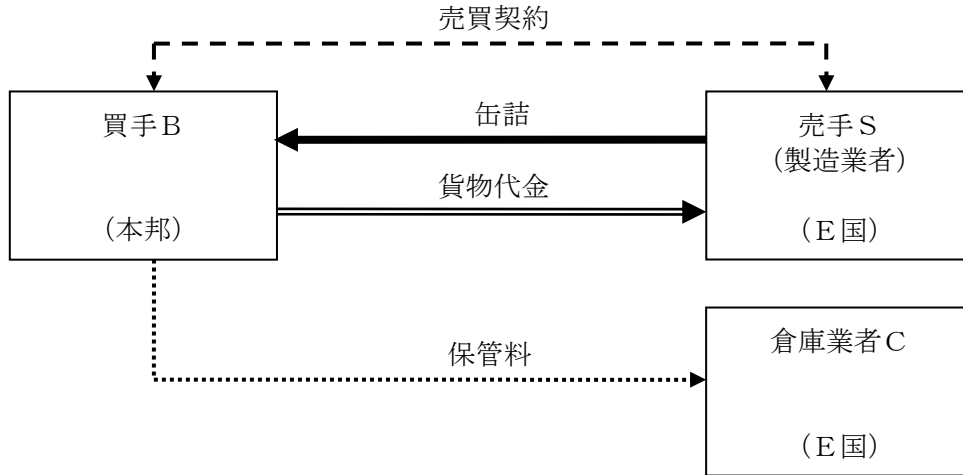 売買契約
買手Ｂ
（本邦）
缶詰
貨物代金
売手Ｓ
（製造業者）
（Ｅ国）
保管料
倉庫業者Ｃ
（Ｅ国）